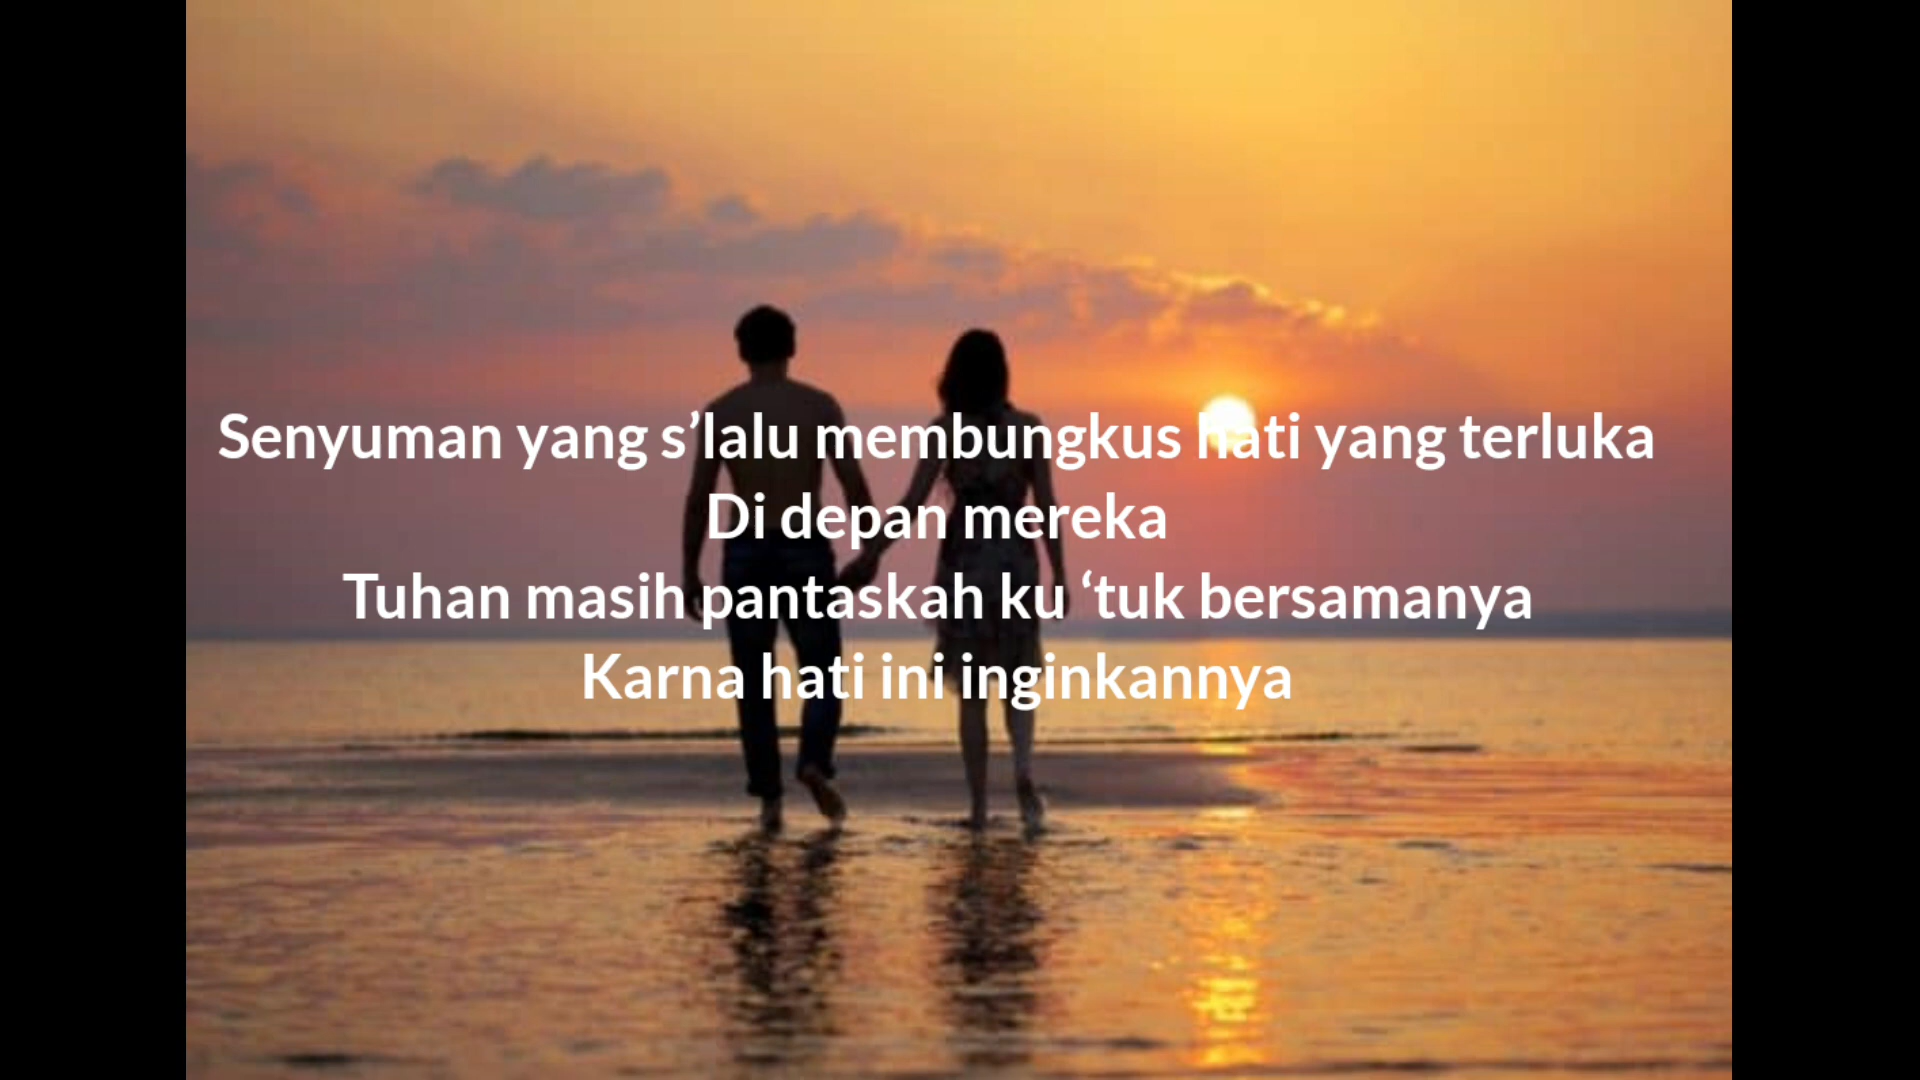 Senyuman yang s’lalu membungkus hati yang terluka
Di depan mereka
Tuhan masih pantaskah ku ‘tuk bersamanya
Karna hati ini inginkannya